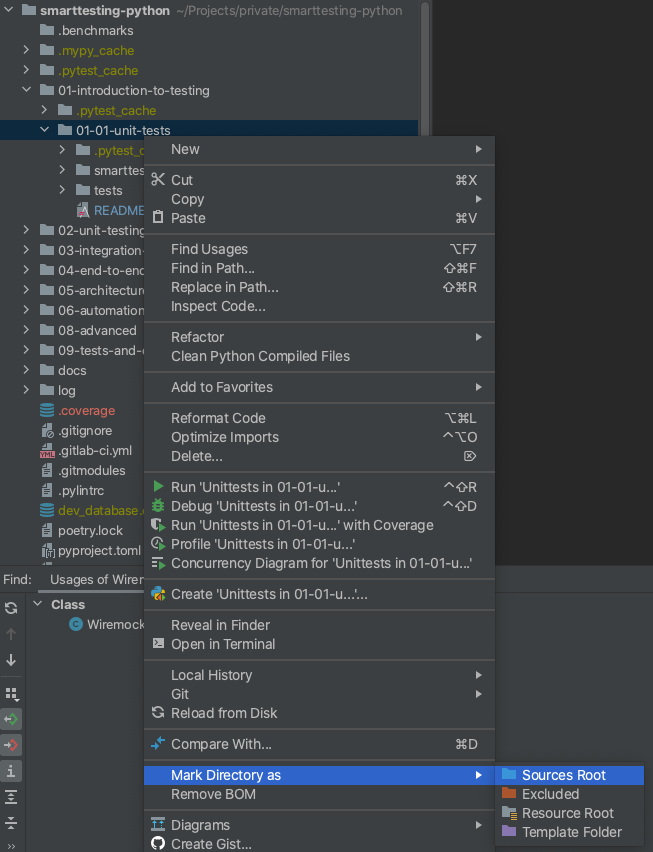 smarttesting-python ~/Projects/private/smarttesting-python
.benchmarks
.mypy_cache
.pytest_cache
01-introduction-to-testing
.pytest_cache
01-01-unit-tests
.pytest_c
smarttes
tests
README
02-unit-testing
03-integration-
04-end-to-end
05-architectur
06-automation
08-advanced
09-tests-and-
docs
log
.coverage
.gitignore
.gitlab-ci.yml
.gitmodules
.pylintrc
dev_database.
poetry.lock
pyproject.toml
New
Cut ⌘X
Copy
Paste ⌘V
Find Usages ⌥F7
Find in Path... ⇧⌘F
Replace in Path... ⇧⌘R
Inspect Code...
Refactor
Clean Python Compiled Files
Add to Favorites
Reformat Code ⌥⌘L
Optimize Imports ^⌥O
Delete... ⌦
Run 'Unittests in 01-01-u...' ^⇧R
Debug 'Unittests in 01-01-u...' ^⇧D
Run 'Unittests in 01-01-u...' with Coverage
Profile 'Unittests in 01-01-u...'
Concurrency Diagram for 'Unittests in 01-01-u...'
Create 'Unittests in 01-01-u...'...
Reveal in Finder
Open in Terminal
Local History
Git
Reload from Disk
Compare With... ⌘D
Mark Directory as
Remove BOM
Diagrams
Create Gist...
Sources Root
Excluded
Resource Root
Template Folder
Find: Usages of Wirem
Class
Wiremock